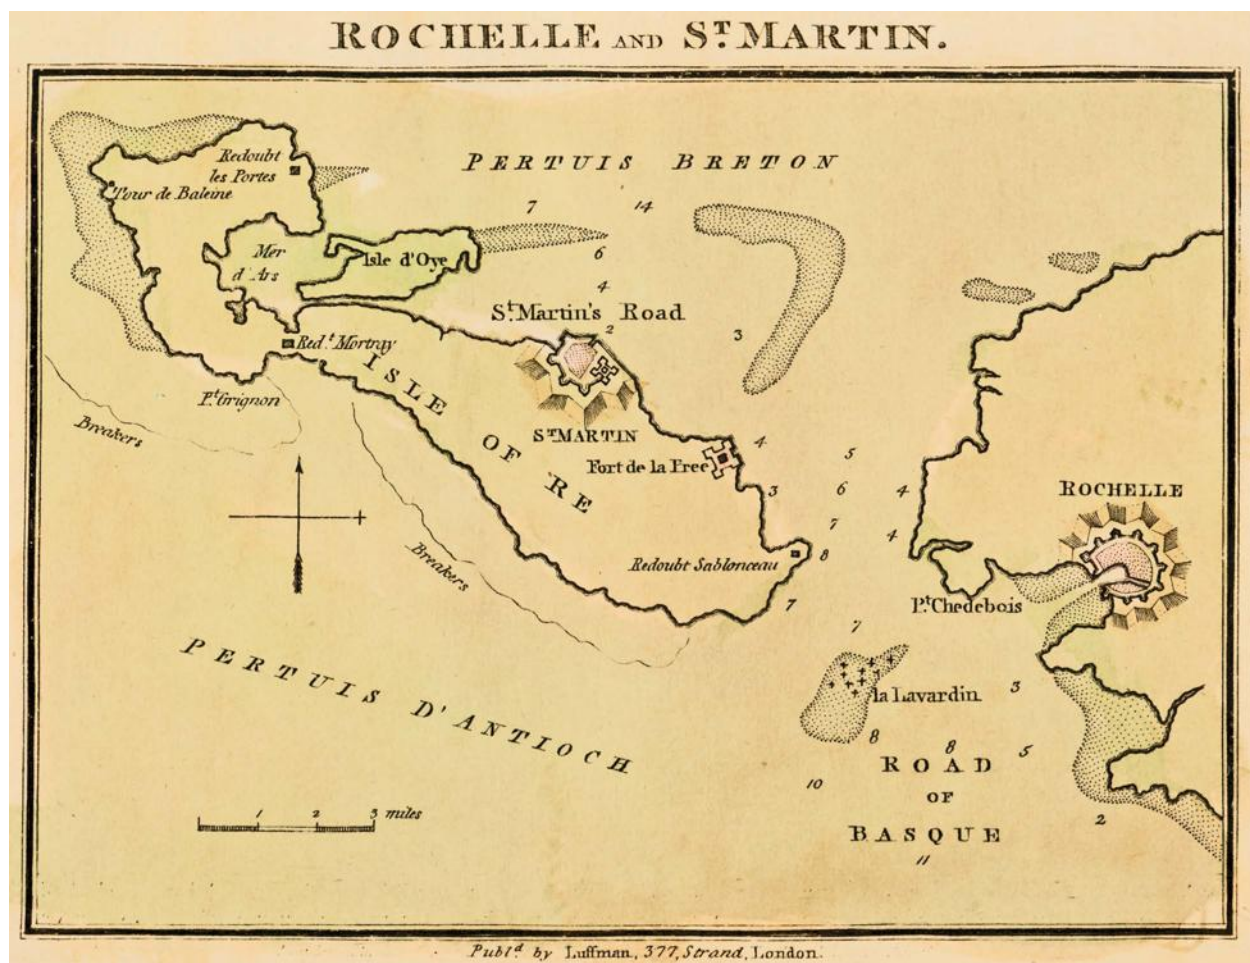 ROCHELLE AND ST. MARTIN.
PERTUIS BRETON
Redoubt
les Portes
Tour de Baleine
7
14
Mer
d'Ars
Isle d'Oye
6
4
St. Martin's Road
2
3
Redt. Mortray
Pt. Grignon
ISLE OF RE
Breakers
ST MARTIN
Fort de la Free
4
5
3
6
4
7
4
8
ROCHELLE
Breakers
Redoubt Sablonceau
7
Pt. Chedebois
7
PERTUIS D'ANTIOCH
la Lavardin
3
8
8
5
10
ROAD
OF
BASQUE
2
11
1 2 3 miles
Publd. by Luffman, 377, Strand, London.